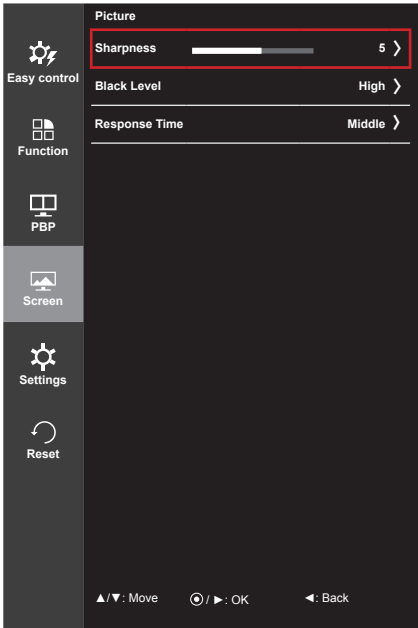 Picture
Sharpness 5 ❯
Black Level High ❯
Response Time Middle ❯
Easy control
Function
PBP
Screen
Settings
Reset
▲/▼: Move ⦿/►: OK ◄: Back